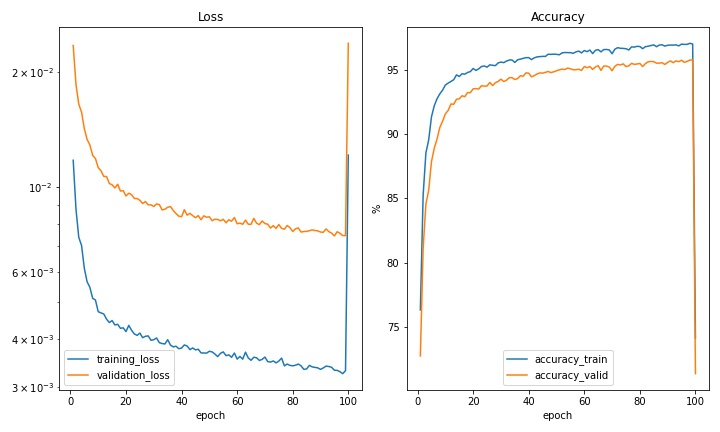 Loss
2 × 10⁻²
10⁻²
6 × 10⁻³
4 × 10⁻³
3 × 10⁻³
0 20 40 60 80 100
epoch
training_loss
validation_loss
Accuracy
%
95
90
85
80
75
0 20 40 60 80 100
epoch
accuracy_train
accuracy_valid